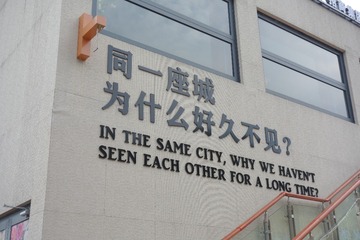 同一座城
为什么好久不见？
IN THE SAME CITY, WHY WE HAVEN'T
SEEN EACH OTHER FOR A LONG TIME?